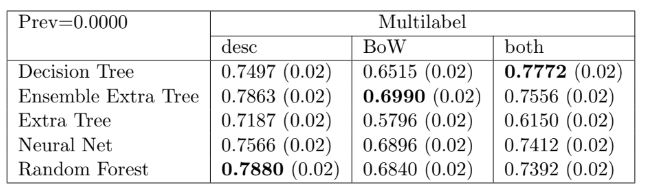 Prev=0.0000 Multilabel
desc BoW both
Decision Tree 0.7497 (0.02) 0.6515 (0.02) 0.7772 (0.02)
Ensemble Extra Tree 0.7863 (0.02) 0.6990 (0.02) 0.7556 (0.02)
Extra Tree 0.7187 (0.02) 0.5796 (0.02) 0.6150 (0.02)
Neural Net 0.7566 (0.02) 0.6896 (0.02) 0.7412 (0.02)
Random Forest 0.7880 (0.02) 0.6840 (0.02) 0.7392 (0.02)